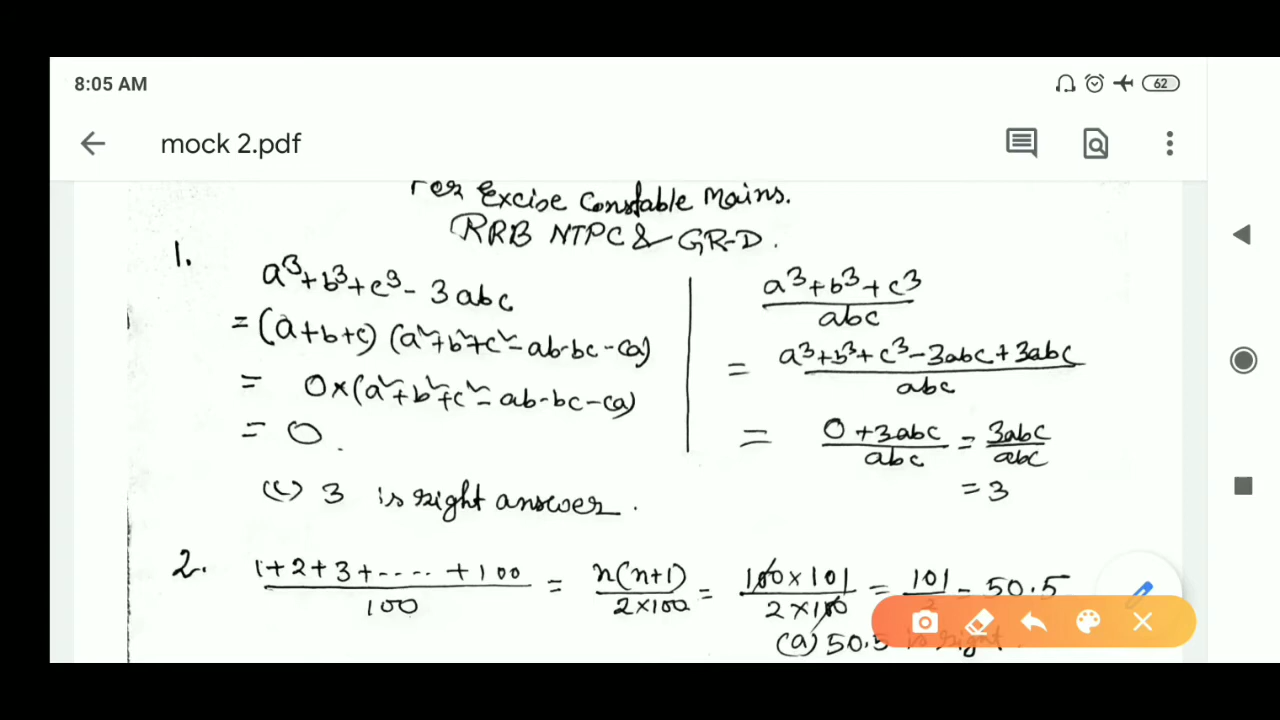 8:05 AM
62
mock 2.pdf
For Excise Constable Mains.
RRB NTPC & GR-D.
1.
a³+b³+c³- 3abc
=(a+b+c) (a²+b²+c²-ab-bc-ca)
= 0×(a²+b²+c²-ab-bc-ca)
= 0.
(c) 3 is right answer.
a³+b³+c³
abc
= a³+b³+c³-3abc+3abc
abc
= 0+3abc = 3abc
abc abc
= 3
2. 1+2+3+----+100 = n(n+1) = 100×101 = 101 = 50.5
100 2×100 2×100 2
(a) 50.5 is right